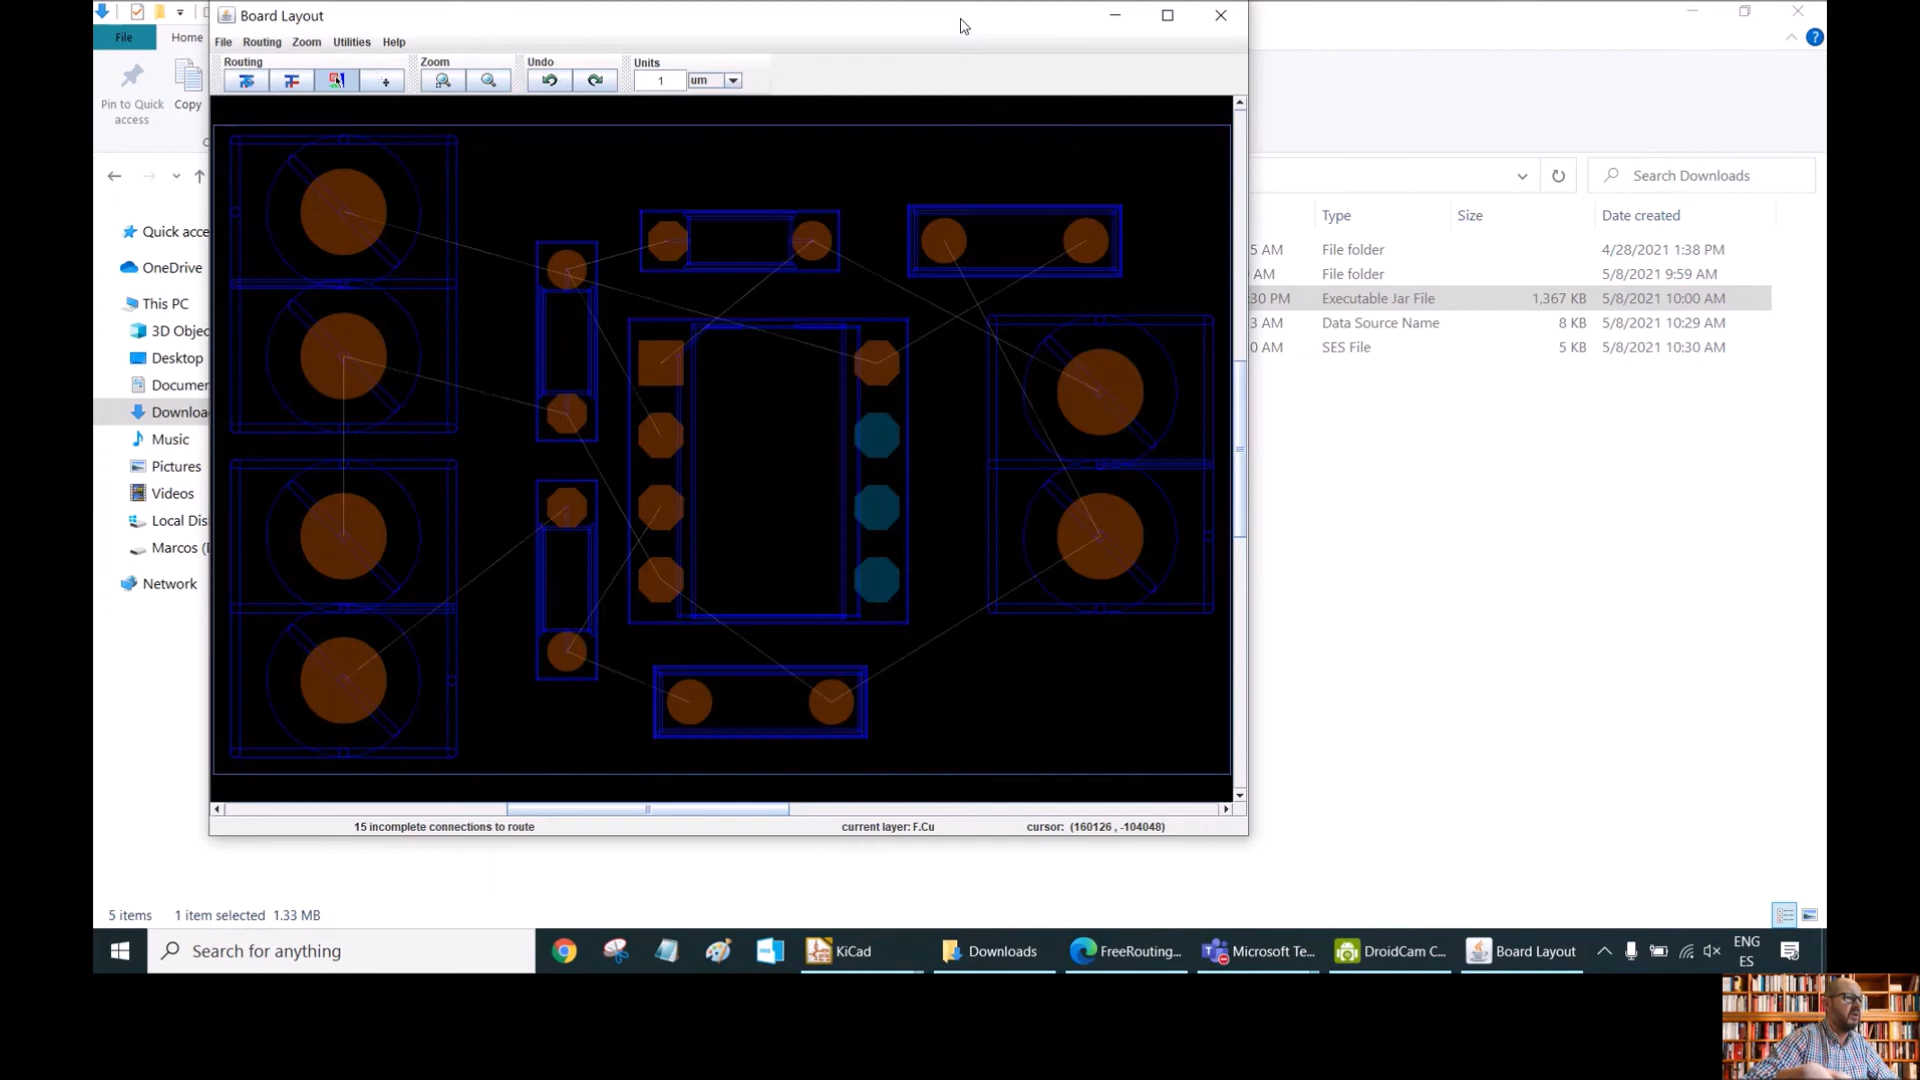 Board Layout
File Home
File Routing Zoom Utilities Help
Routing Zoom Undo Units
1 um
Pin to Quick
access
Copy
Search Downloads
Quick acce
OneDrive
This PC
3D Objec
Desktop
Documen
Downloa
Music
Pictures
Videos
Local Dis
Marcos (
Network
Type Size Date created
5 AM File folder 4/28/2021 1:38 PM
AM File folder 5/8/2021 9:59 AM
30 PM Executable Jar File 1,367 KB 5/8/2021 10:00 AM
3 AM Data Source Name 8 KB 5/8/2021 10:29 AM
0 AM SES File 5 KB 5/8/2021 10:30 AM
15 incomplete connections to route current layer: F.Cu cursor: (160126 , -104048)
5 items 1 item selected 1.33 MB
Search for anything
KiCad Downloads FreeRouting... Microsoft Te... DroidCam C... Board Layout
ENG
ES